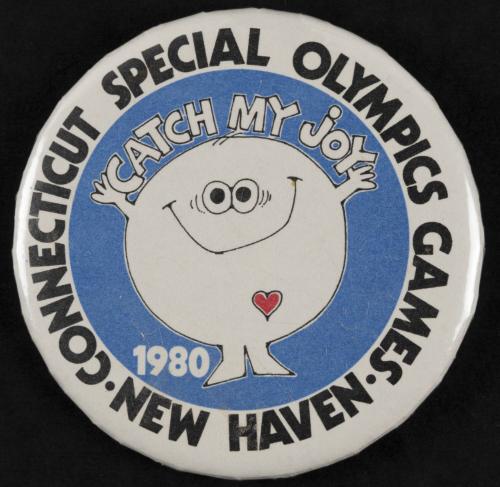 CONNECTICUT SPECIAL OLYMPICS GAMES
• NEW HAVEN •
CATCH MY JOY
1980